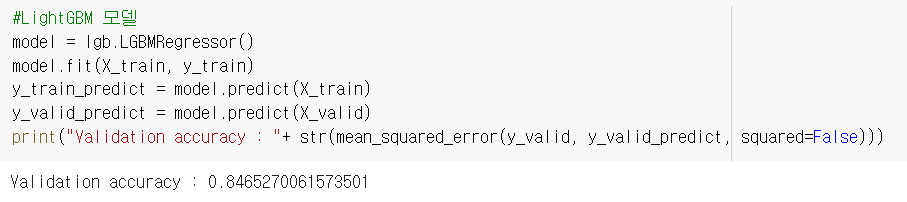 #LightGBM 모델
model = lgb.LGBMRegressor()
model.fit(X_train, y_train)
y_train_predict = model.predict(X_train)
y_valid_predict = model.predict(X_valid)
print("Validation accuracy : "+ str(mean_squared_error(y_valid, y_valid_predict, squared=False)))
Validation accuracy : 0.8465270061573501